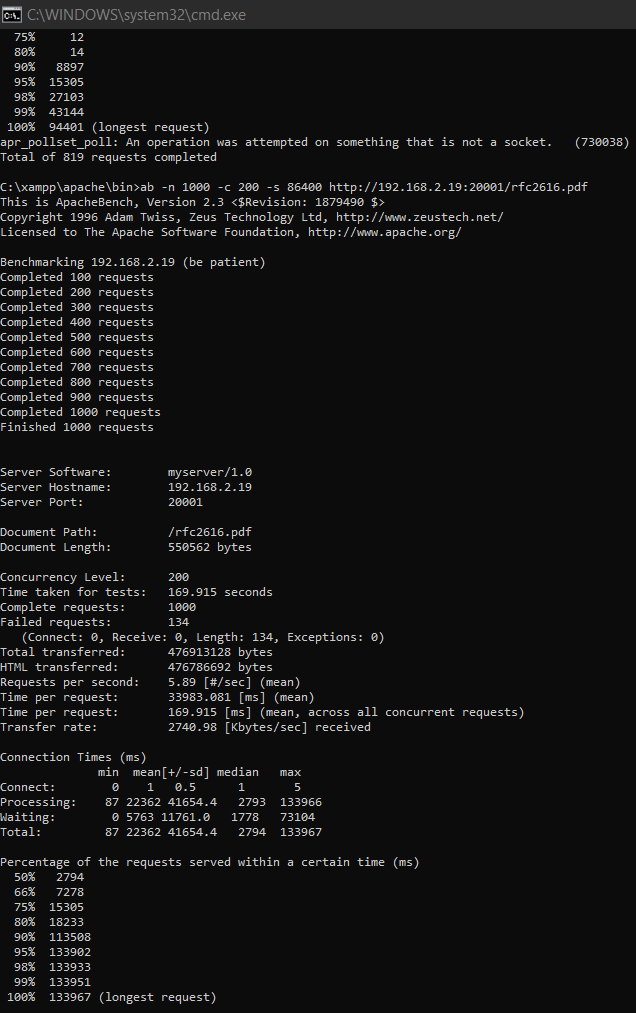 C:\WINDOWS\system32\cmd.exe
75% 12
80% 14
90% 8897
95% 15305
98% 27103
99% 43144
100% 94401 (longest request)
apr_pollset_poll: An operation was attempted on something that is not a socket. (730038)
Total of 819 requests completed
C:\xampp\apache\bin>ab -n 1000 -c 200 -s 86400 http://192.168.2.19:20001/rfc2616.pdf
This is ApacheBench, Version 2.3 <$Revision: 1879490 $>
Copyright 1996 Adam Twiss, Zeus Technology Ltd, http://www.zeustech.net/
Licensed to The Apache Software Foundation, http://www.apache.org/
Benchmarking 192.168.2.19 (be patient)
Completed 100 requests
Completed 200 requests
Completed 300 requests
Completed 400 requests
Completed 500 requests
Completed 600 requests
Completed 700 requests
Completed 800 requests
Completed 900 requests
Completed 1000 requests
Finished 1000 requests
Server Software: myserver/1.0
Server Hostname: 192.168.2.19
Server Port: 20001
Document Path: /rfc2616.pdf
Document Length: 550562 bytes
Concurrency Level: 200
Time taken for tests: 169.915 seconds
Complete requests: 1000
Failed requests: 134
(Connect: 0, Receive: 0, Length: 134, Exceptions: 0)
Total transferred: 476913128 bytes
HTML transferred: 476786692 bytes
Requests per second: 5.89 [#/sec] (mean)
Time per request: 33983.081 [ms] (mean)
Time per request: 169.915 [ms] (mean, across all concurrent requests)
Transfer rate: 2740.98 [Kbytes/sec] received
Connection Times (ms)
min mean[+/-sd] median max
Connect: 0 1 0.5 1 5
Processing: 87 22362 41654.4 2793 133966
Waiting: 0 5763 11761.0 1778 73104
Total: 87 22362 41654.4 2794 133967
Percentage of the requests served within a certain time (ms)
50% 2794
66% 7278
75% 15305
80% 18233
90% 113508
95% 133902
98% 133933
99% 133951
100% 133967 (longest request)